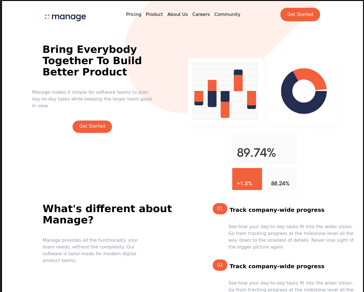 manage
Pricing Product About Us Careers Community
Get Started
Bring Everybody
Together To Build
Better Product
Manage makes it simple for software teams to plan
day-to-day tasks while keeping the larger team goals
in view
Get Started
89.74%
+1.5%
88.24%
What's different about
Manage?
Manage provides all the functionality your
team needs, without the complexity. Our
software is tailor-made for modern digital
product teams.
01 Track company-wide progress
See how your day-to-day tasks fit into the wider vision.
Go from tracking progress at the milestone level all the
way down to the smallest of details. Never lose sight of
the bigger picture again.
02 Track company-wide progress
See how your day-to-day tasks fit into the wider vision.
Go from tracking progress at the milestone level all the